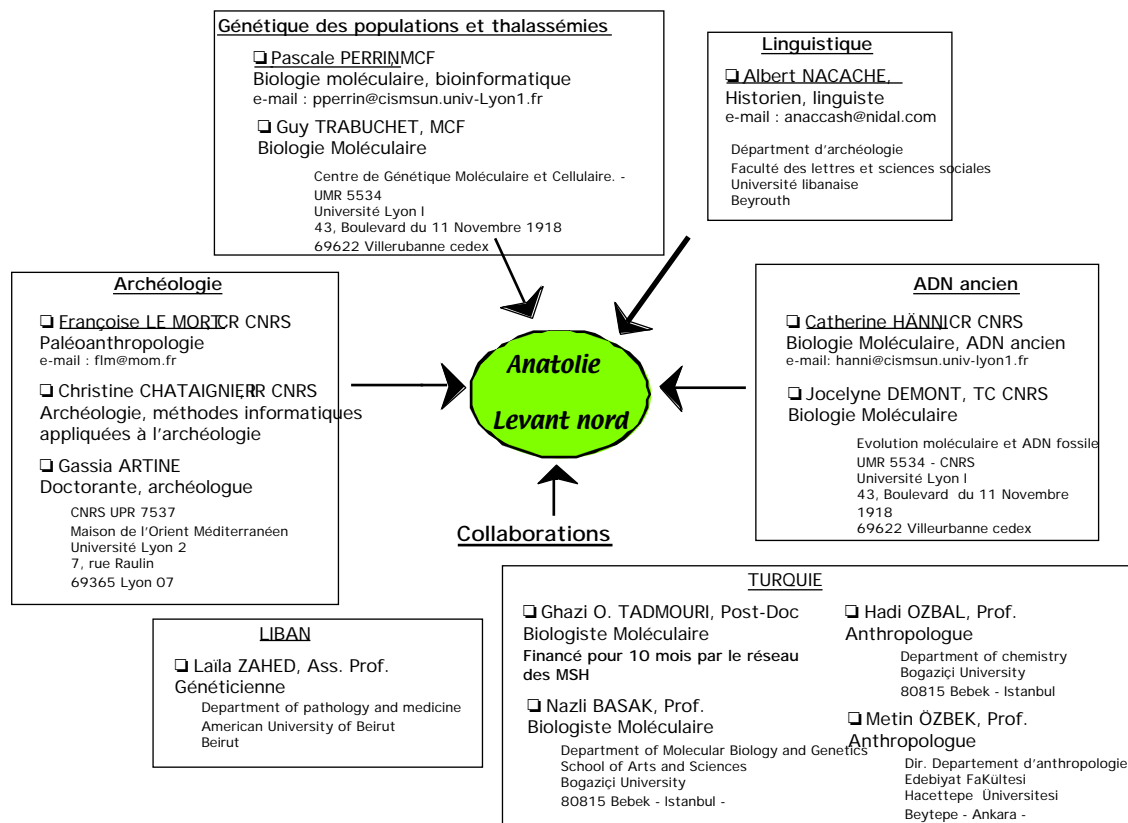 Génétique des populations et thalassémies
❏ Pascale PERRIN, MCF
Biologie moléculaire, bioinformatique
e-mail : pperrin@cismsun.univ-Lyon1.fr
❏ Guy TRABUCHET, MCF
Biologie Moléculaire
Centre de Génétique Moléculaire et Cellulaire. -
UMR 5534
Université Lyon I
43, Boulevard du 11 Novembre 1918
69622 Villerubanne cedex
Linguistique
❏ Albert NACACHE,
Historien, linguiste
e-mail : anaccash@nidal.com
Départment d'archéologie
Faculté des lettres et sciences sociales
Université libanaise
Beyrouth
Archéologie
❏ Françoise LE MORT, CR CNRS
Paléoanthropologie
e-mail : flm@mom.fr
❏ Christine CHATAIGNIER, IR CNRS
Archéologie, méthodes informatiques
appliquées à l'archéologie
❏ Gassia ARTINE
Doctorante, archéologue
CNRS UPR 7537
Maison de l'Orient Méditerranéen
Université Lyon 2
7, rue Raulin
69365 Lyon 07
Anatolie
Levant nord
ADN ancien
❏ Catherine HÄNNI, CR CNRS
Biologie Moléculaire, ADN ancien
e-mail: hanni@cismsun.univ-lyon1.fr
❏ Jocelyne DEMONT, TC CNRS
Biologie Moléculaire
Evolution moléculaire et ADN fossile
UMR 5534 - CNRS
Université Lyon I
43, Boulevard du 11 Novembre
1918
69622 Villeurbanne cedex
Collaborations
LIBAN
❏ Laïla ZAHED, Ass. Prof.
Généticienne
Department of pathology and medicine
American University of Beirut
Beirut
TURQUIE
❏ Ghazi O. TADMOURI, Post-Doc
Biologiste Moléculaire
Financé pour 10 mois par le réseau
des MSH
❏ Nazli BASAK, Prof.
Biologiste Moléculaire
Department of Molecular Biology and Genetics
School of Arts and Sciences
Bogaziçi University
80815 Bebek - Istanbul -
❏ Hadi OZBAL, Prof.
Anthropologue
Department of chemistry
Bogaziçi University
80815 Bebek - Istanbul
❏ Metin ÖZBEK, Prof.
Anthropologue
Dir. Departement d'anthropologie
Edebiyat FaKültesi
Hacettepe Üniversitesi
Beytepe - Ankara -